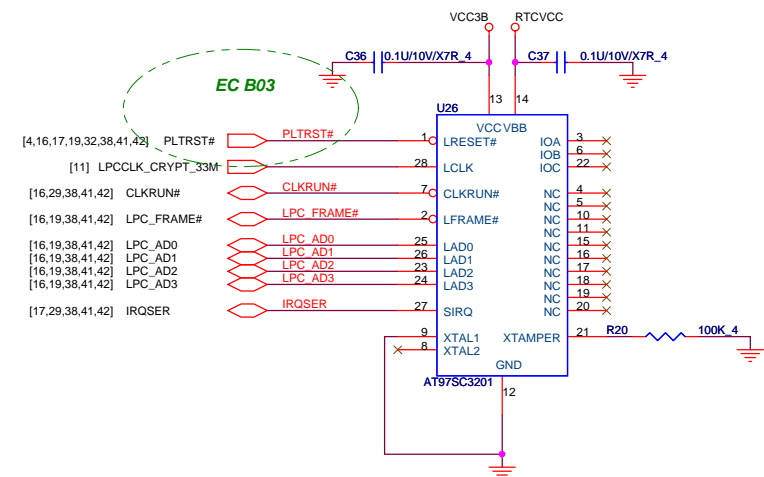 VCC3B RTCVCC
C36 0.1U/10V/X7R_4 C37 0.1U/10V/X7R_4
EC B03
U26
13 14
VCC VBB
[4,16,17,19,32,38,41,42] PLTRST# PLTRST# 1 LRESET# IOA 3
IOB 6
[11] LPCCLK_CRYPT_33M 28 LCLK IOC 22
[16,29,38,41,42] CLKRUN# CLKRUN# 7 CLKRUN# NC 4
NC 5
[16,19,38,41,42] LPC_FRAME# LPC_FRAME# 2 LFRAME# NC 10
NC 11
[16,19,38,41,42] LPC_AD0 LPC_AD0 25 LAD0 NC 15
[16,19,38,41,42] LPC_AD1 LPC_AD1 26 LAD1 NC 16
[16,19,38,41,42] LPC_AD2 LPC_AD2 23 LAD2 NC 17
[16,19,38,41,42] LPC_AD3 LPC_AD3 24 LAD3 NC 18
NC 19
[17,29,38,41,42] IRQSER IRQSER 27 SIRQ NC 20
9 XTAL1 XTAMPER 21 R20 100K_4
8 XTAL2
GND
AT97SC3201
12